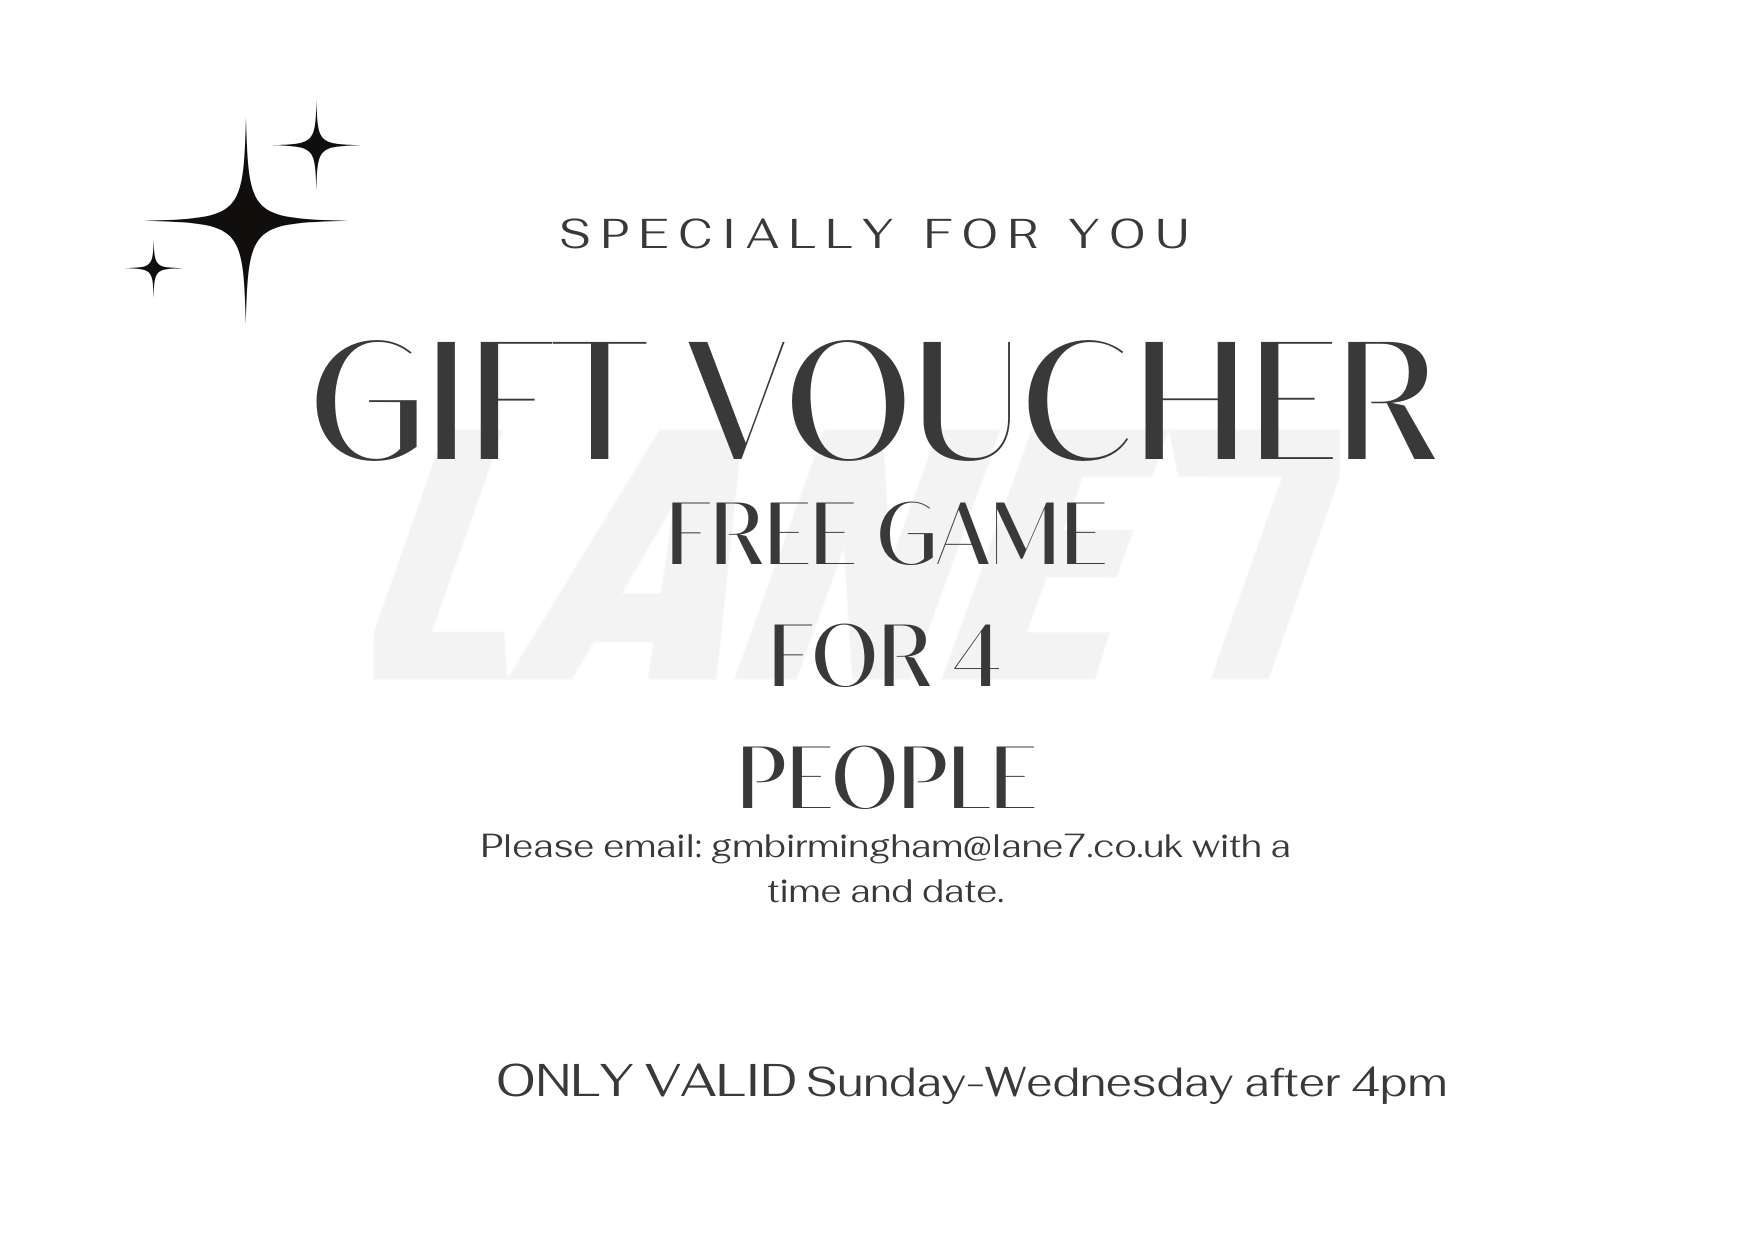 SPECIALLY FOR YOU
GIFT VOUCHER
LANE7
FREE GAME
FOR 4
PEOPLE
Please email: gmbirmingham@lane7.co.uk with a
time and date.
ONLY VALID Sunday-Wednesday after 4pm